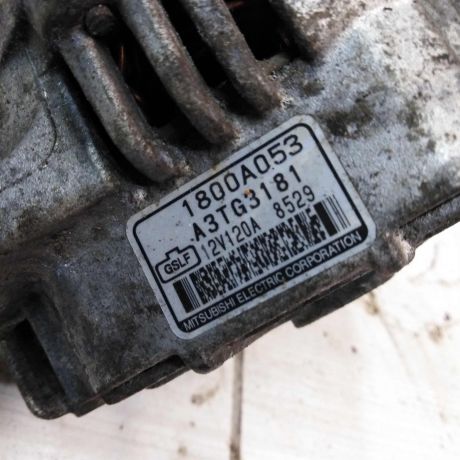 1800A053
A3TG3181
12V120A 8529
GSLF
MITSUBISHI ELECTRIC CORPORATION